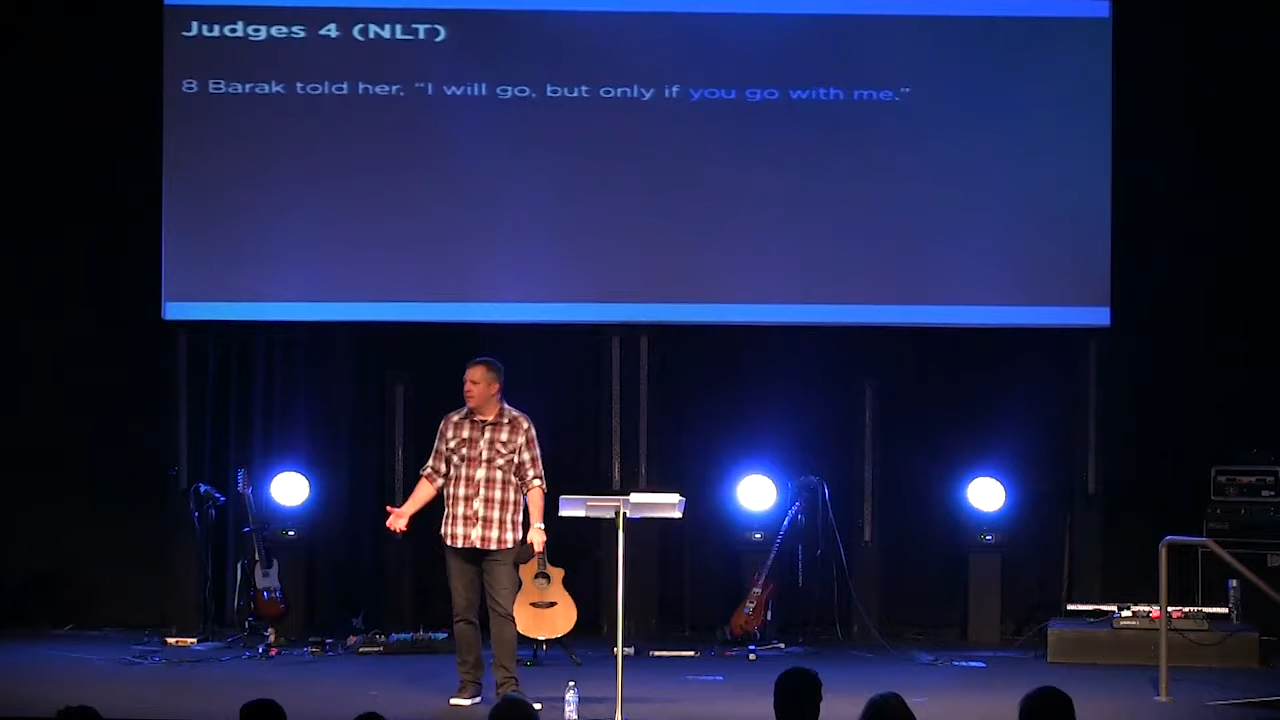 Judges 4 (NLT)
8 Barak told her, “I will go, but only if you go with me.”